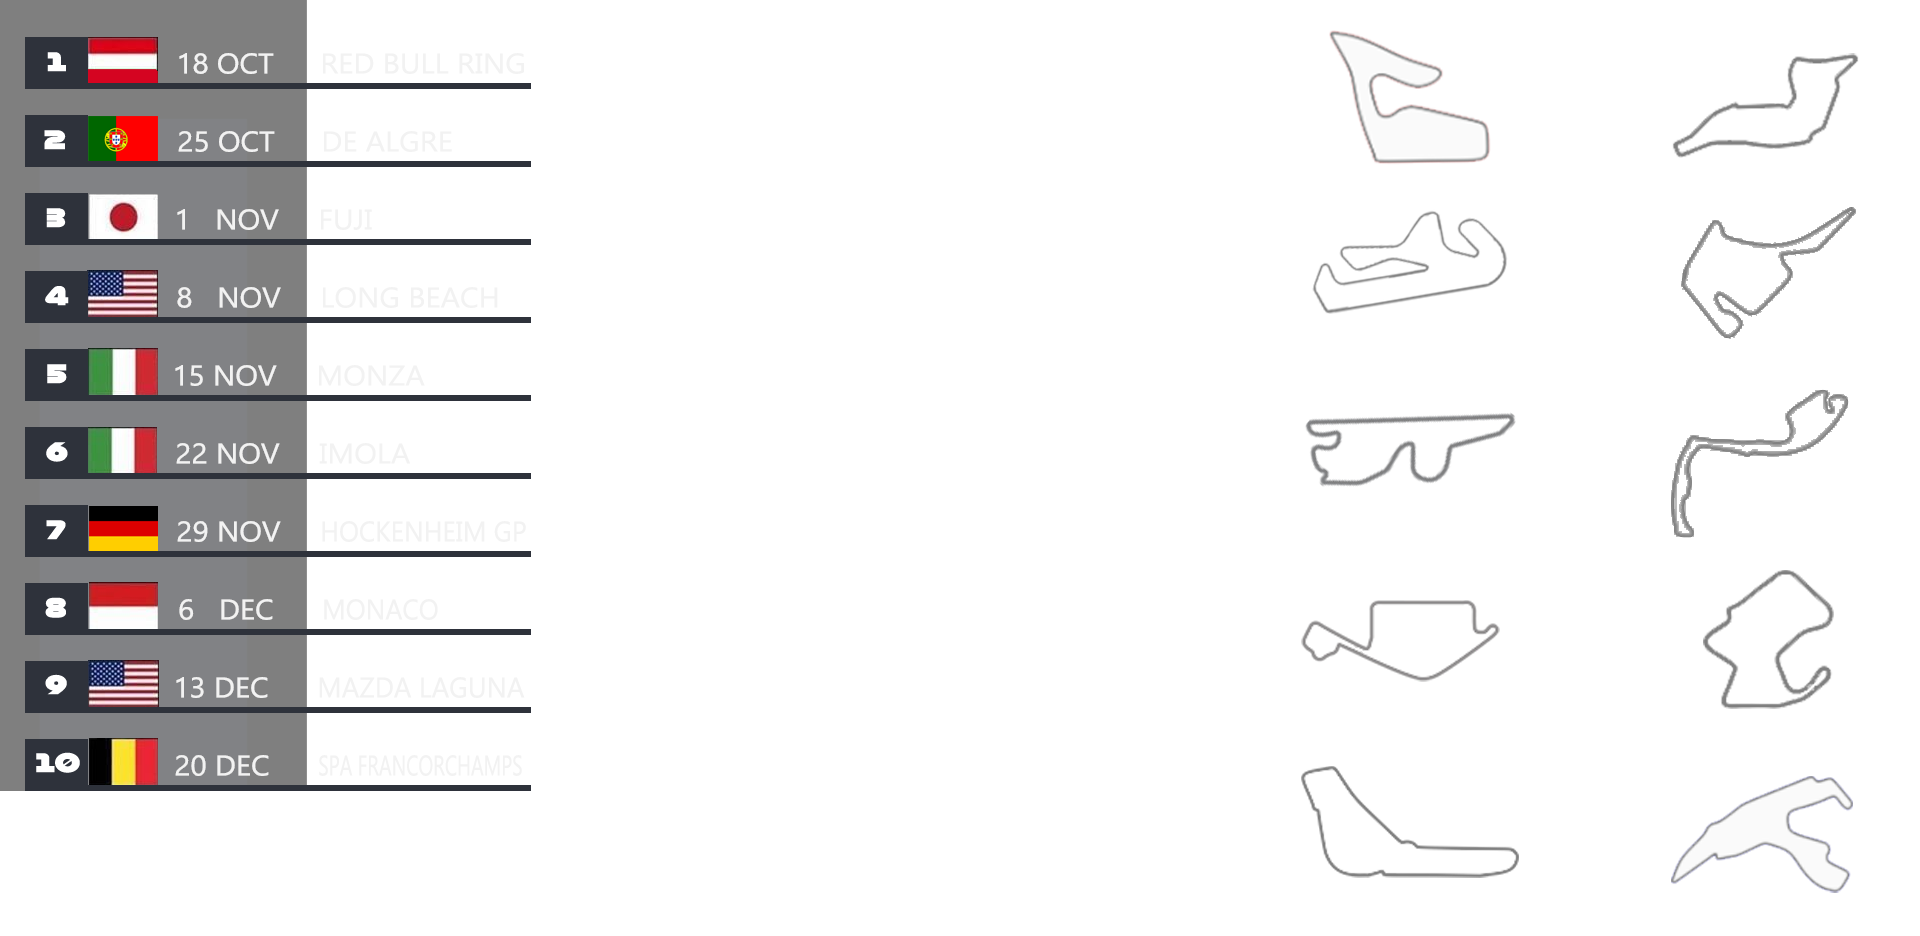 1 18 OCT RED BULL RING
2 25 OCT DE ALGRE
3 1 NOV FUJI
4 8 NOV LONG BEACH
5 15 NOV MONZA
6 22 NOV IMOLA
7 29 NOV HOCKENHEIM GP
8 6 DEC MONACO
9 13 DEC MAZDA LAGUNA
10 20 DEC SPA FRANCORCHAMPS